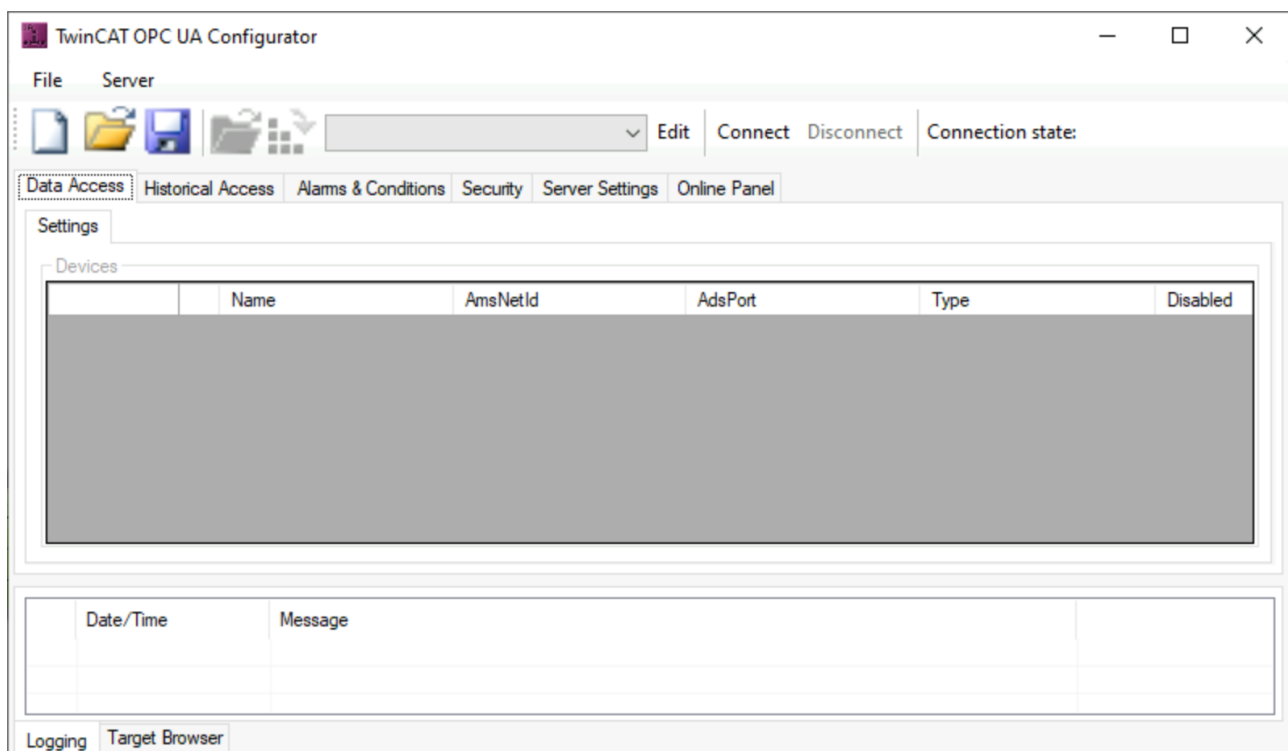 TwinCAT OPC UA Configurator
File Server
Edit Connect Disconnect Connection state:
Data Access Historical Access Alarms & Conditions Security Server Settings Online Panel
Settings
Devices
Name AmsNetId AdsPort Type Disabled
Date/Time Message
Logging Target Browser